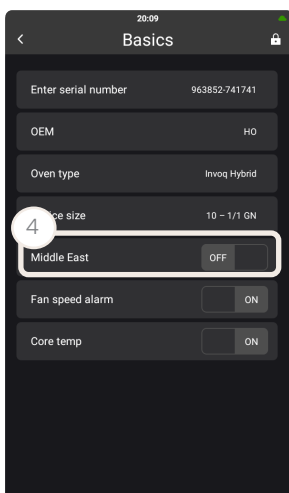 20:09
Basics
Enter serial number 963852-741741
OEM HO
Oven type Invoq Hybrid
size 10 – 1/1 GN
4
Middle East OFF
Fan speed alarm ON
Core temp ON